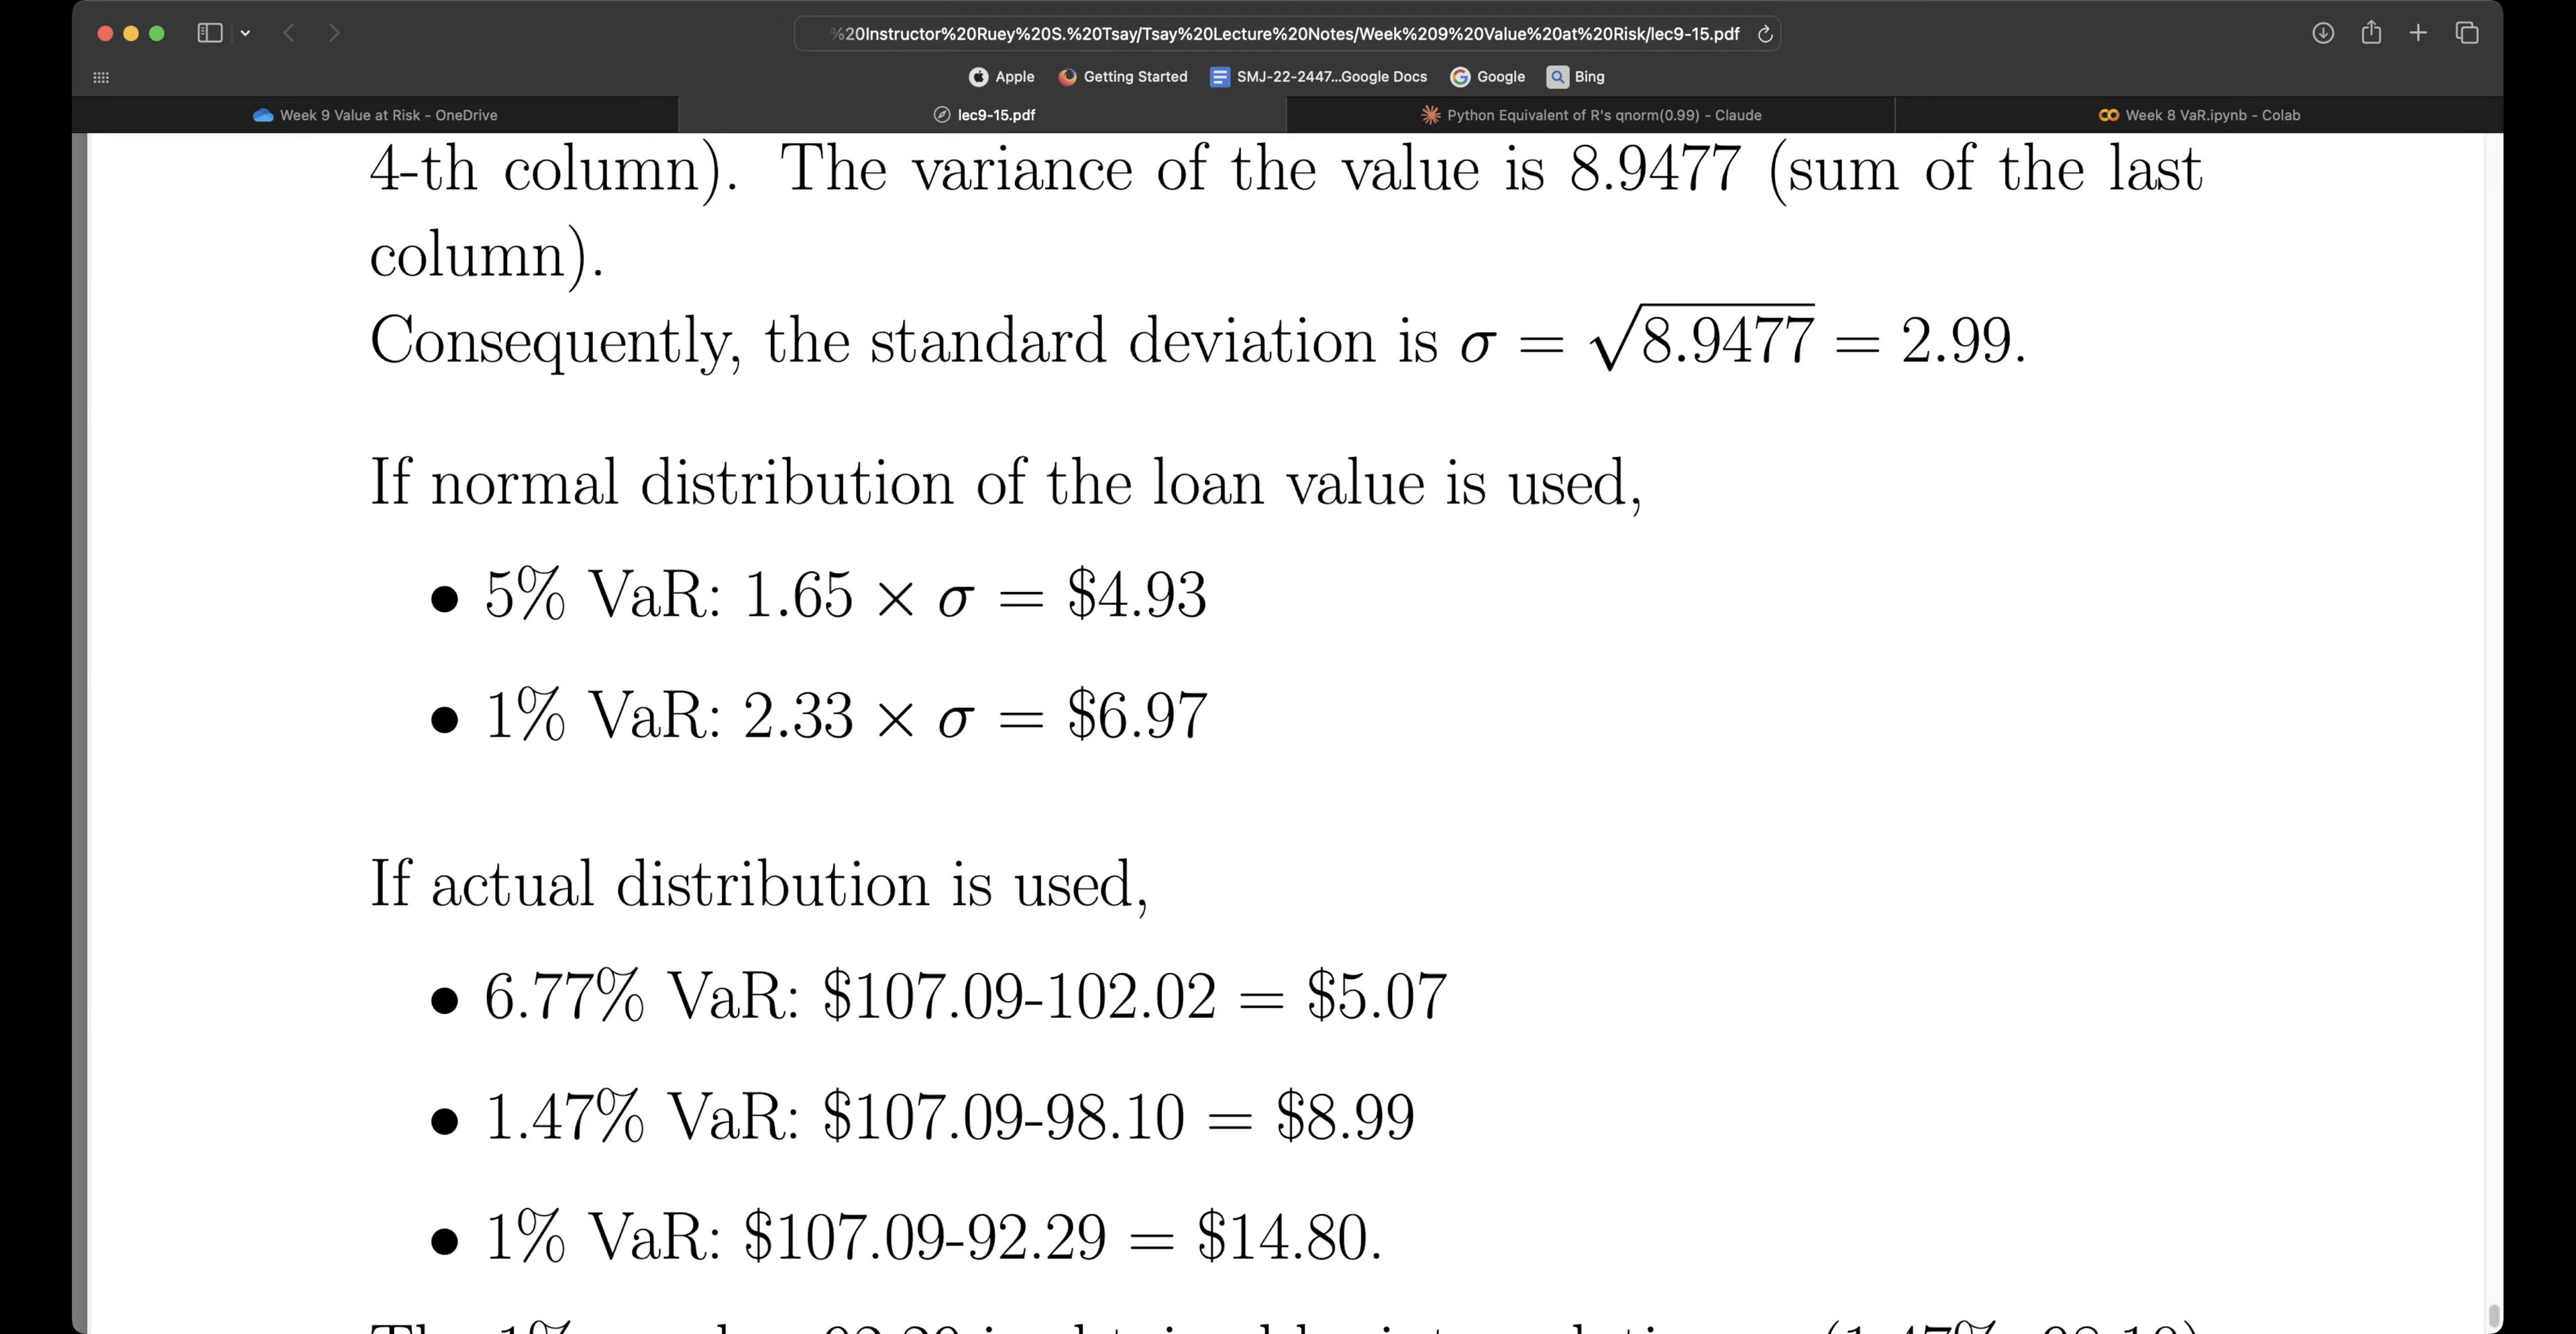 %20Instructor%20Ruey%20S.%20Tsay/Tsay%20Lecture%20Notes/Week%209%20Value%20at%20Risk/lec9-15.pdf
Apple Getting Started SMJ-22-2447...Google Docs Google Bing
Week 9 Value at Risk - OneDrive lec9-15.pdf Python Equivalent of R's qnorm(0.99) - Claude Week 8 VaR.ipynb - Colab
4-th column). The variance of the value is 8.9477 (sum of the last
column).
Consequently, the standard deviation is σ = √8.9477 = 2.99.
If normal distribution of the loan value is used,
• 5% VaR: 1.65 × σ = $4.93
• 1% VaR: 2.33 × σ = $6.97
If actual distribution is used,
• 6.77% VaR: $107.09-102.02 = $5.07
• 1.47% VaR: $107.09-98.10 = $8.99
• 1% VaR: $107.09-92.29 = $14.80.